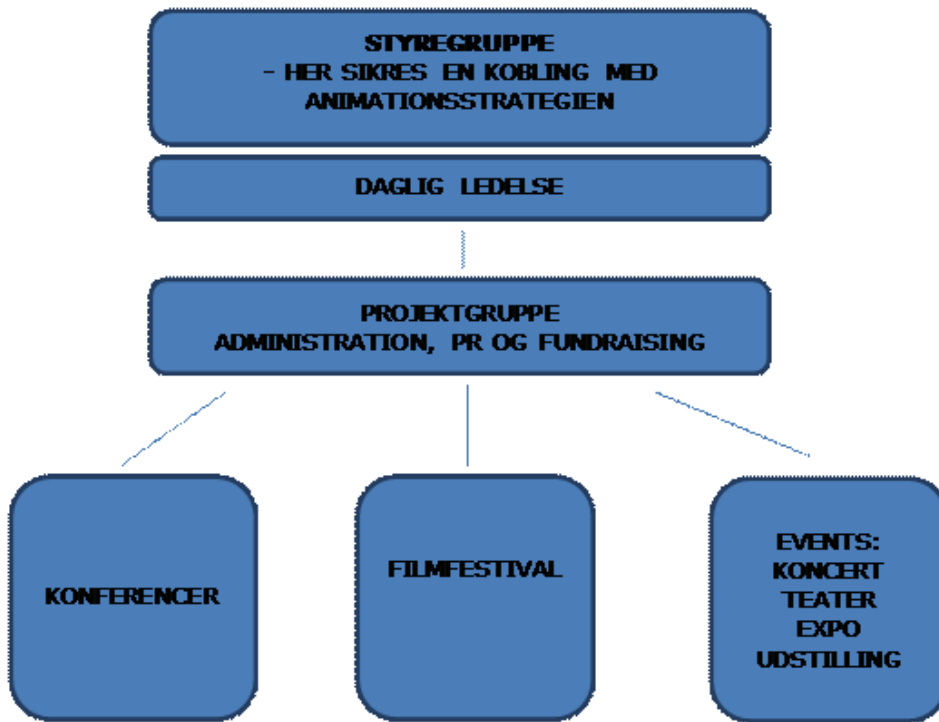 STYREGRUPPE
- HER SIKRES EN KOBLING MED
ANIMATIONSSTRATEGIEN
DAGLIG LEDELSE
PROJEKTGRUPPE
ADMINISTRATION, PR OG FUNDRAISING
KONFERENCER
FILMFESTIVAL
EVENTS:
KONCERT
TEATER
EXPO
UDSTILLING